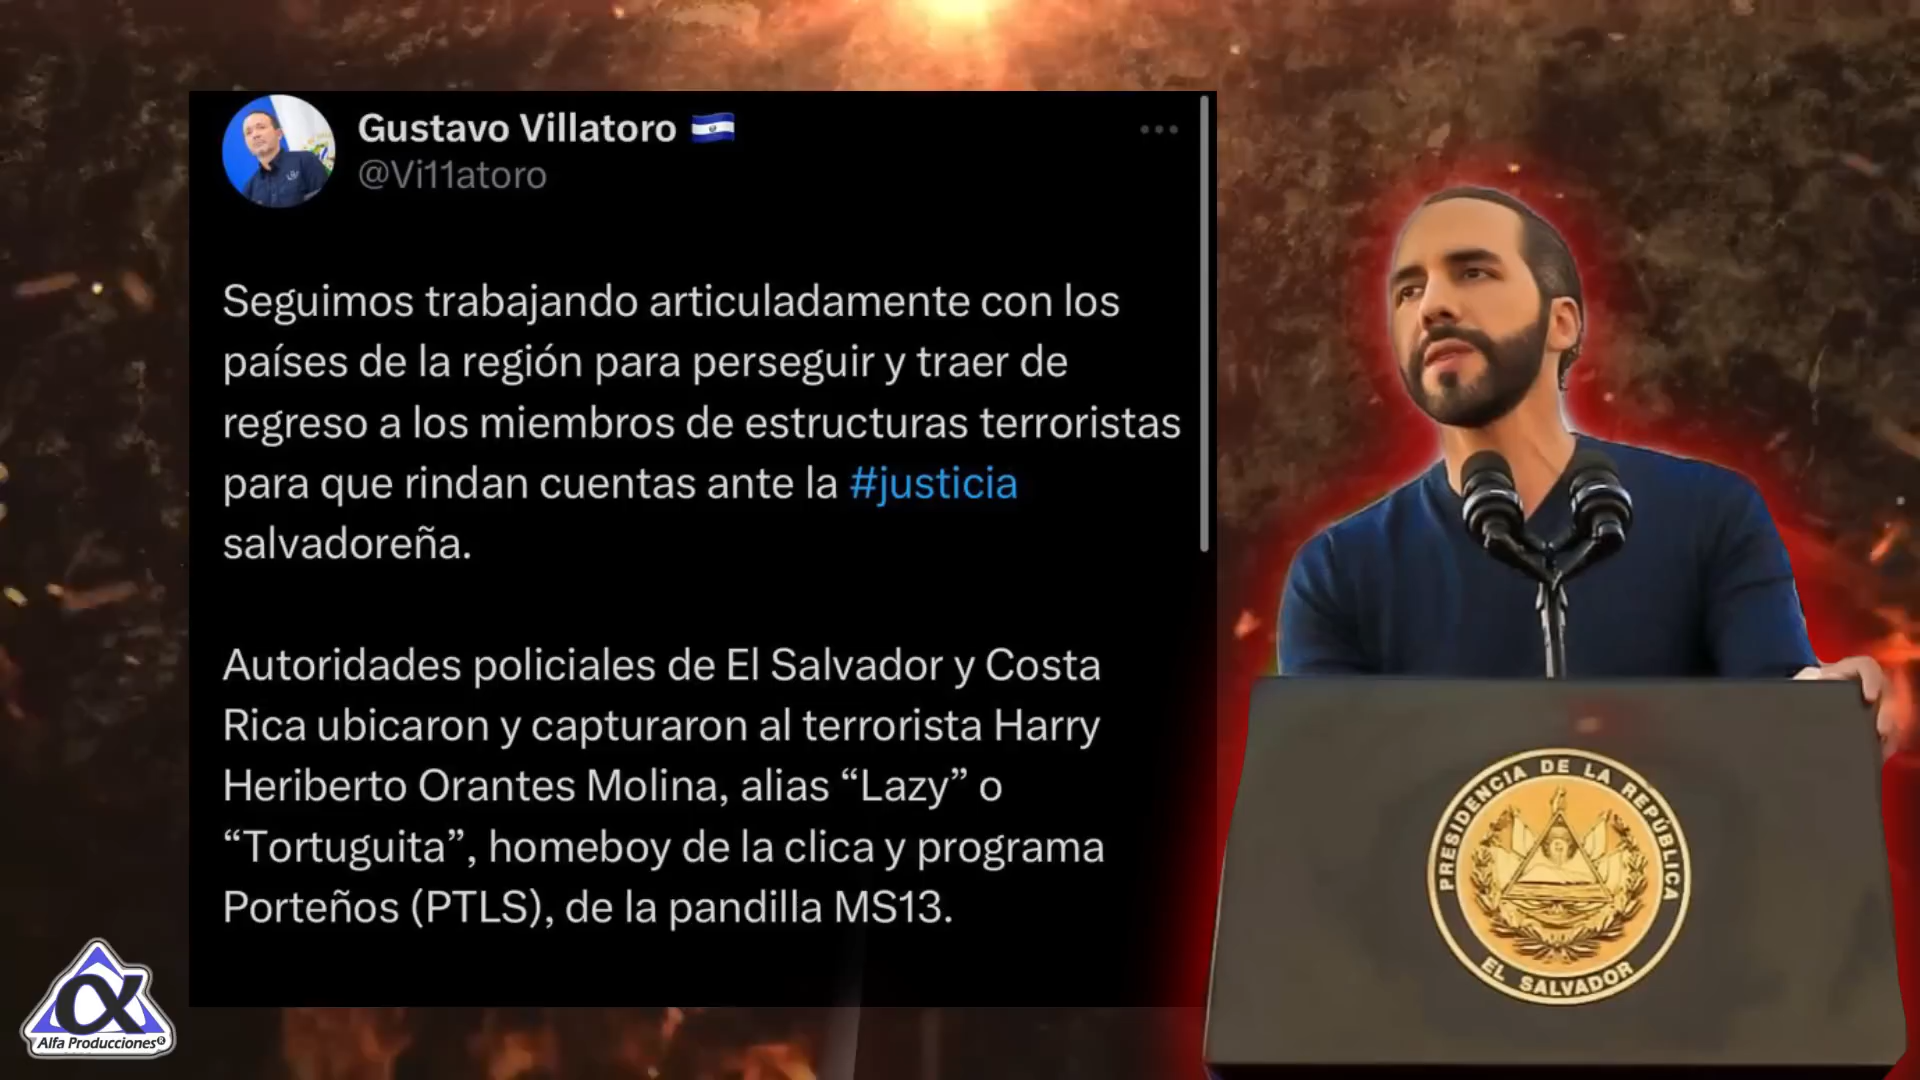 Gustavo Villatoro 🇸🇻
@Vi11atoro
Seguimos trabajando articuladamente con los
países de la región para perseguir y traer de
regreso a los miembros de estructuras terroristas
para que rindan cuentas ante la #justicia
salvadoreña.
Autoridades policiales de El Salvador y Costa
Rica ubicaron y capturaron al terrorista Harry
Heriberto Orantes Molina, alias “Lazy” o
“Tortuguita”, homeboy de la clica y programa
Porteños (PTLS), de la pandilla MS13.
PRESIDENCIA DE LA REPÚBLICA
EL SALVADOR
Alfa Producciones®